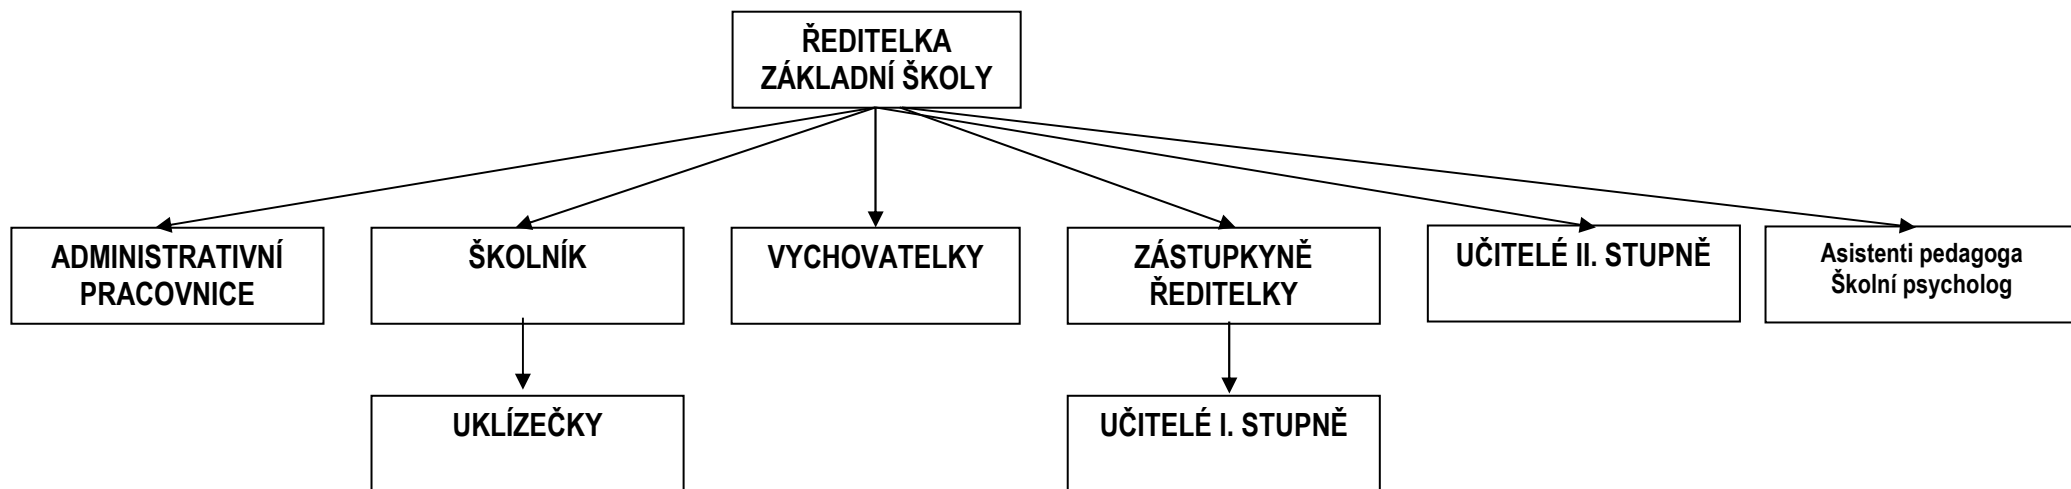 ŘEDITELKA
ZÁKLADNÍ ŠKOLY
ADMINISTRATIVNÍ
PRACOVNICE
ŠKOLNÍK
VYCHOVATELKY
ZÁSTUPKYNĚ
ŘEDITELKY
UČITELÉ II. STUPNĚ
Asistenti pedagoga
Školní psycholog
UKLÍZEČKY
UČITELÉ I. STUPNĚ